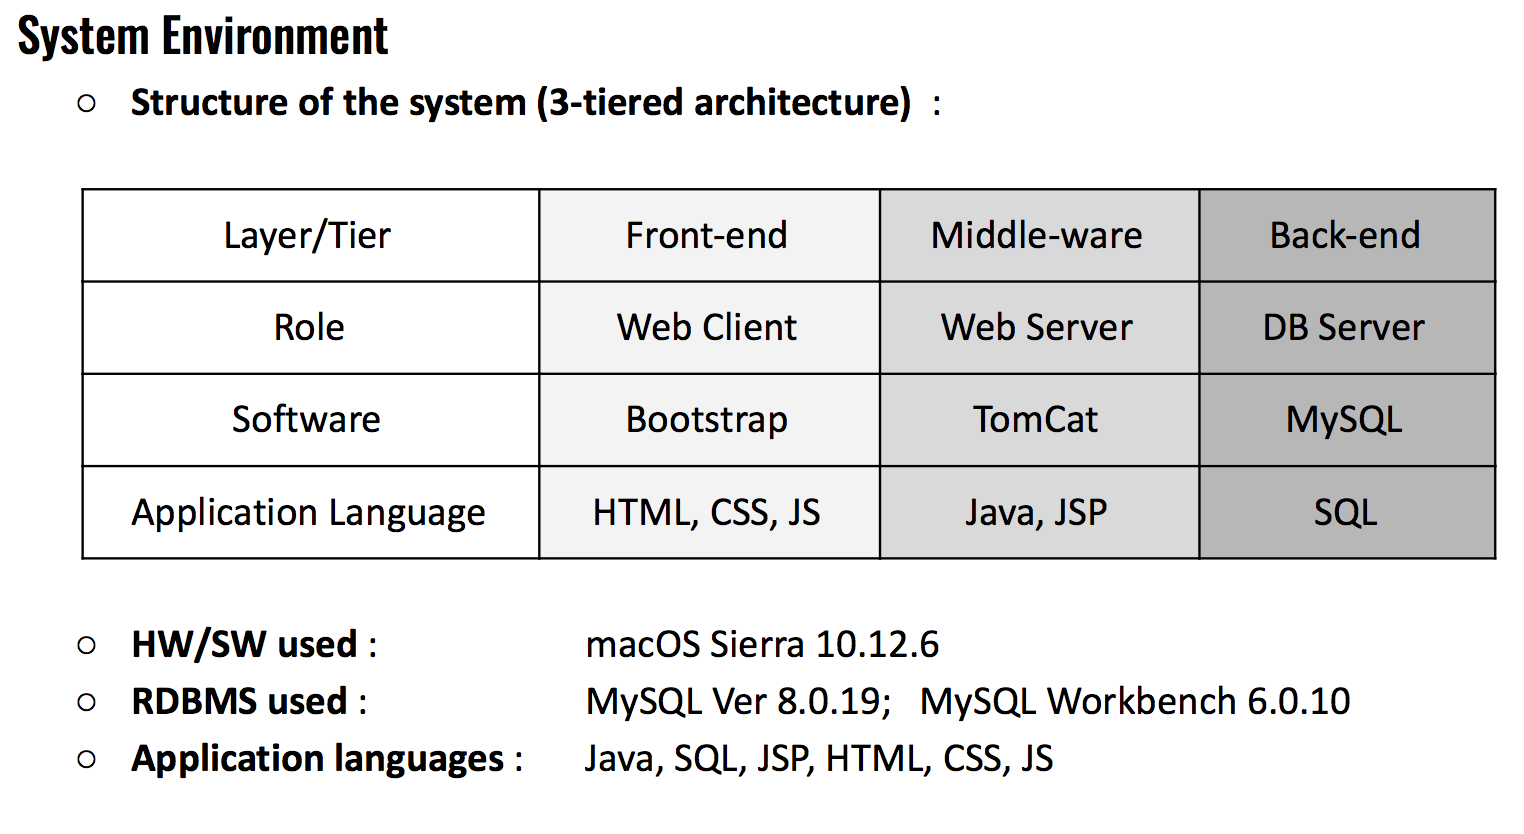 System Environment
○ Structure of the system (3-tiered architecture) :
Layer/Tier Front-end Middle-ware Back-end
Role Web Client Web Server DB Server
Software Bootstrap TomCat MySQL
Application Language HTML, CSS, JS Java, JSP SQL
○ HW/SW used : macOS Sierra 10.12.6
○ RDBMS used : MySQL Ver 8.0.19; MySQL Workbench 6.0.10
○ Application languages : Java, SQL, JSP, HTML, CSS, JS